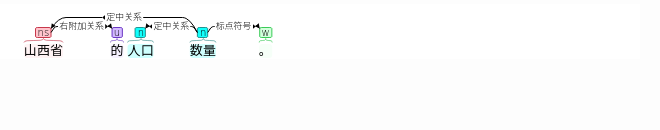 定中关系
右附加关系 定中关系 标点符号
ns u n n w
山西省 的 人口 数量 。